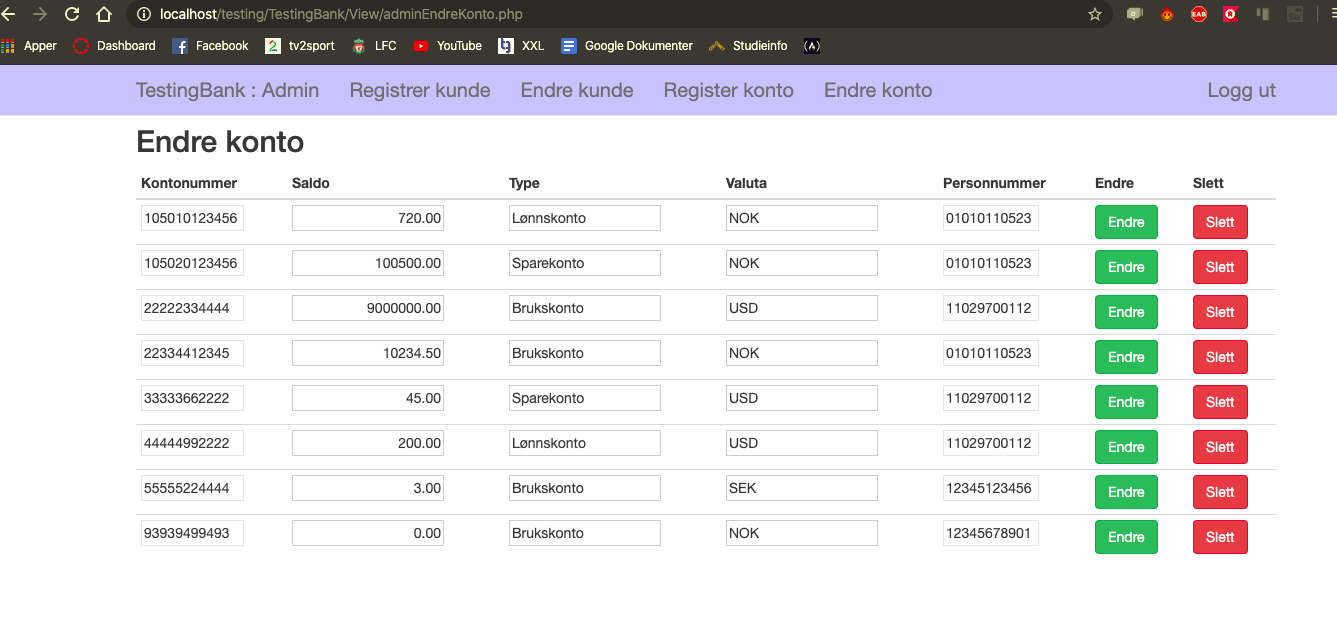 localhost/testing/TestingBank/View/adminEndreKonto.php
Apper Dashboard Facebook 2 tv2sport LFC YouTube XXL Google Dokumenter Studieinfo
TestingBank : Admin Registrer kunde Endre kunde Register konto Endre konto Logg ut
Endre konto
Kontonummer Saldo Type Valuta Personnummer Endre Slett
105010123456 720.00 Lønnskonto NOK 01010110523 Endre Slett
105020123456 100500.00 Sparekonto NOK 01010110523 Endre Slett
22222334444 9000000.00 Brukskonto USD 11029700112 Endre Slett
22334412345 10234.50 Brukskonto NOK 01010110523 Endre Slett
33333662222 45.00 Sparekonto USD 11029700112 Endre Slett
44444992222 200.00 Lønnskonto USD 11029700112 Endre Slett
55555224444 3.00 Brukskonto SEK 12345123456 Endre Slett
93939499493 0.00 Brukskonto NOK 12345678901 Endre Slett